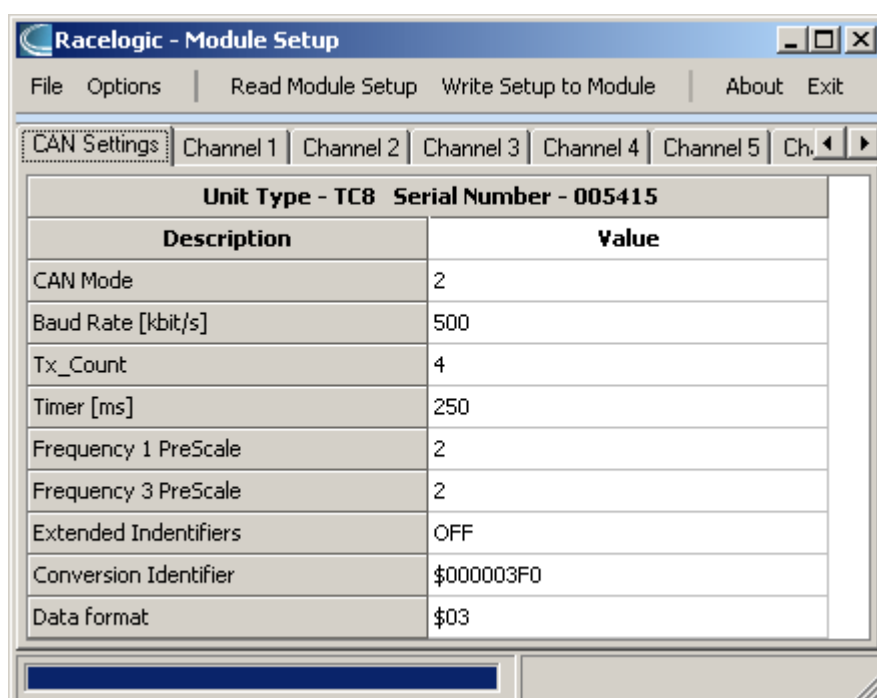 Racelogic - Module Setup
File Options Read Module Setup Write Setup to Module About Exit
CAN Settings Channel 1 Channel 2 Channel 3 Channel 4 Channel 5 Ch
Unit Type - TC8 Serial Number - 005415
Description Value
CAN Mode 2
Baud Rate [kbit/s] 500
Tx_Count 4
Timer [ms] 250
Frequency 1 PreScale 2
Frequency 3 PreScale 2
Extended Indentifiers OFF
Conversion Identifier $000003F0
Data format $03